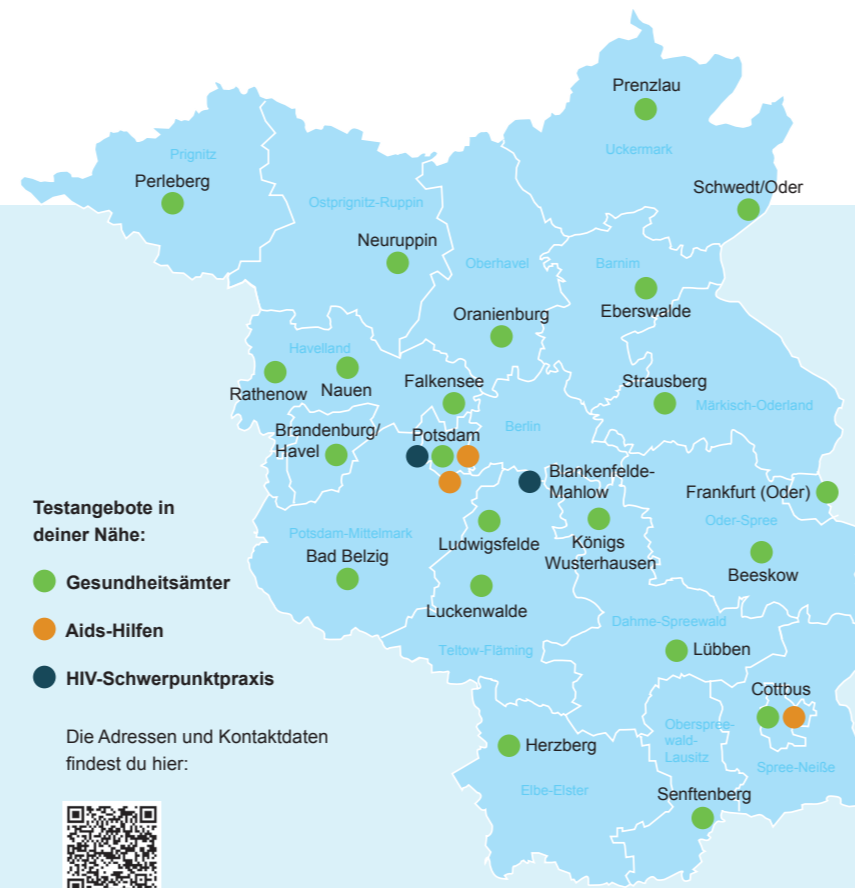 Prenzlau
Uckermark
Prignitz
Perleberg
Schwedt/Oder
Ostprignitz-Ruppin
Neuruppin
Oberhavel
Barnim
Eberswalde
Oranienburg
Havelland
Rathenow
Nauen
Falkensee
Strausberg
Märkisch-Oderland
Brandenburg/
Havel
Potsdam
Berlin
Blankenfelde-
Mahlow
Frankfurt (Oder)
Oder-Spree
Testangebote in
deiner Nähe:
Potsdam-Mittelmark
Bad Belzig
Ludwigsfelde
Königs
Wusterhausen
Beeskow
Gesundheitsämter
Luckenwalde
Aids-Hilfen
Teltow-Fläming
Dahme-Spreewald
Lübben
HIV-Schwerpunktpraxis
Cottbus
Die Adressen und Kontaktdaten
findest du hier:
Herzberg
Oberspree-
wald-
Lausitz
Spree-Neiße
Elbe-Elster
Senftenberg